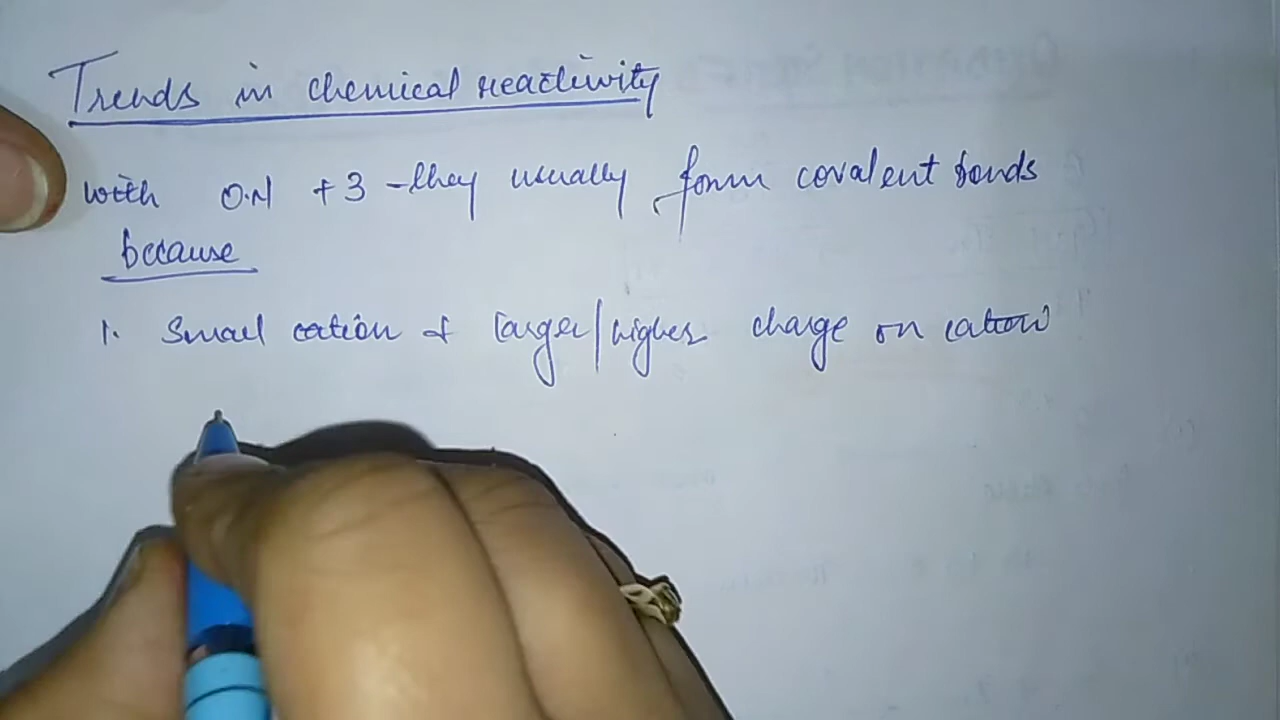 Trends in chemical reactivity
with O.N +3 they usually form covalent bonds
because
1. Small cation & larger/higher charge on cation